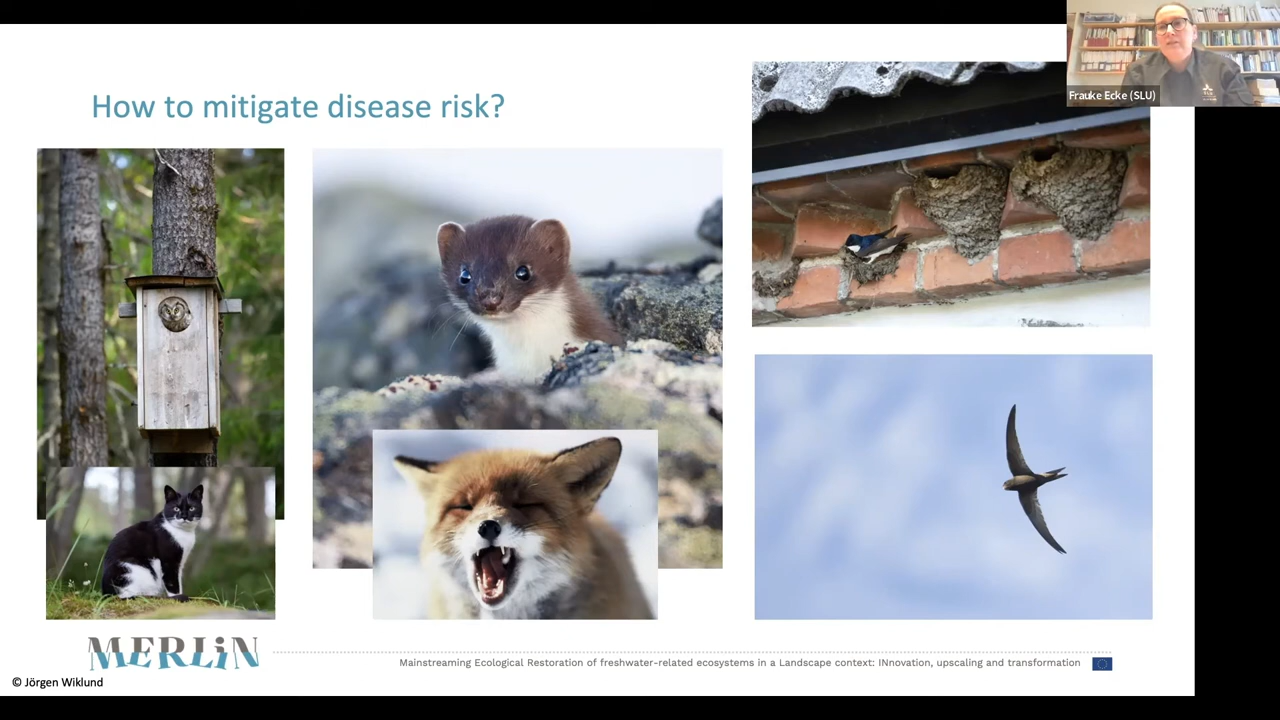 Frauke Ecke (SLU)
How to mitigate disease risk?
MERLiN
Mainstreaming Ecological Restoration of freshwater-related ecosystems in a Landscape context: INnovation, upscaling and transformation
© Jörgen Wiklund